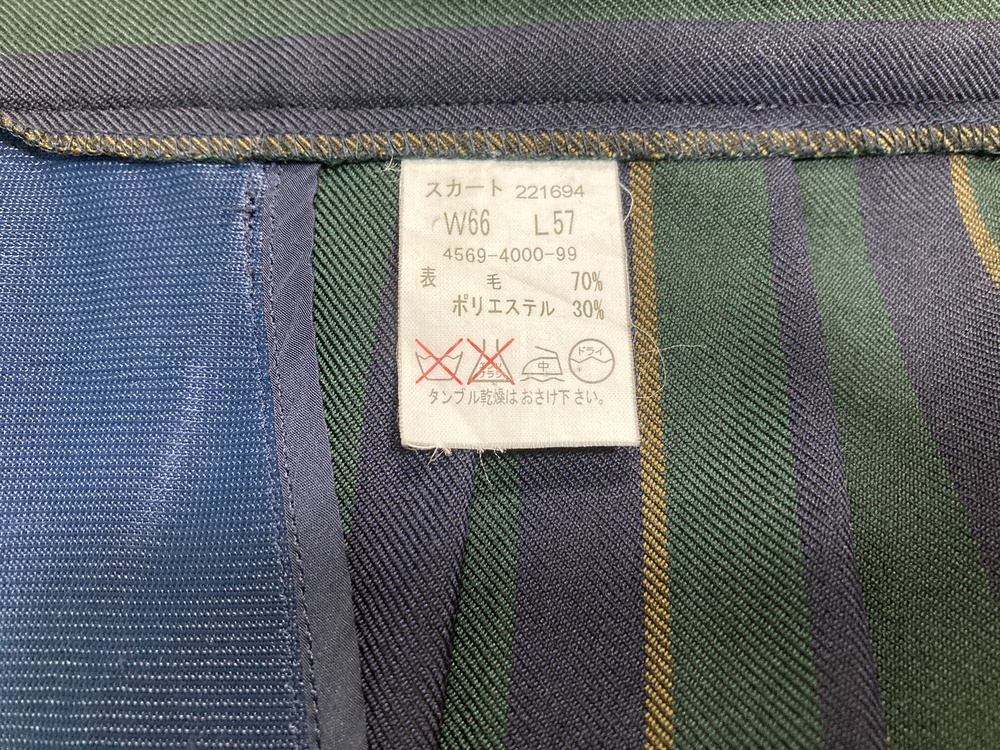 スカート 221694
W66 L57
4569-4000-99
表 毛 70%
ポリエステル 30%
中 ドライ
タンブル乾燥はおさけ下さい。